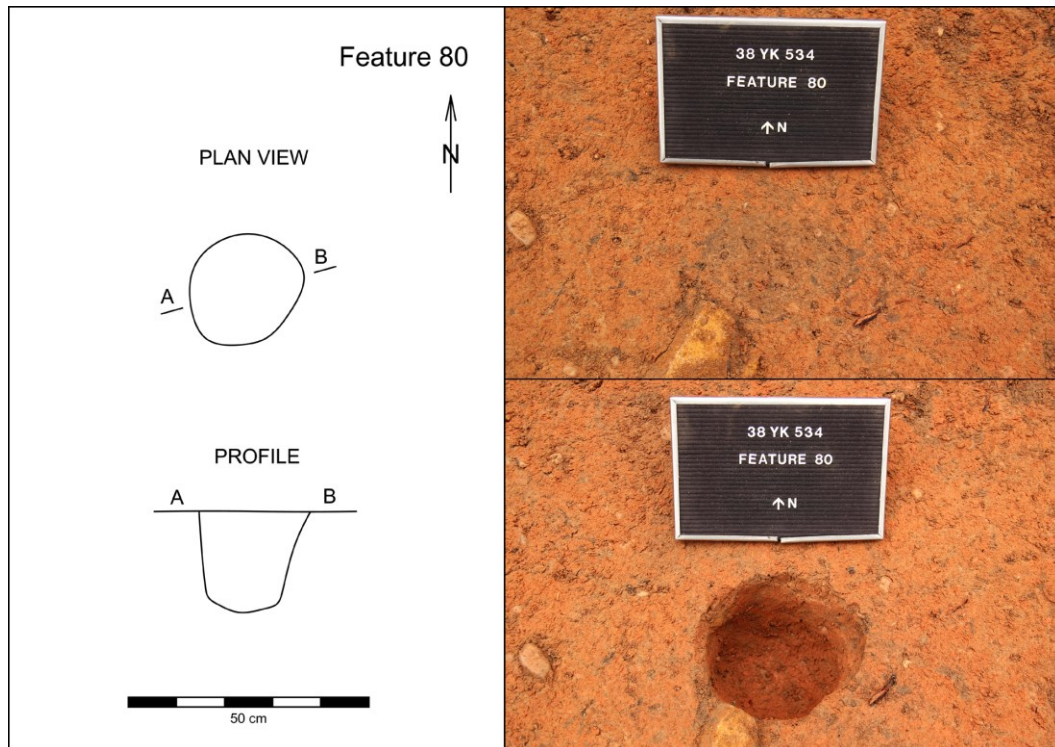 Feature 80
N
PLAN VIEW
A
B
PROFILE
A B
50 cm
38 YK 534
FEATURE 80
↑N
38 YK 534
FEATURE 80
↑N